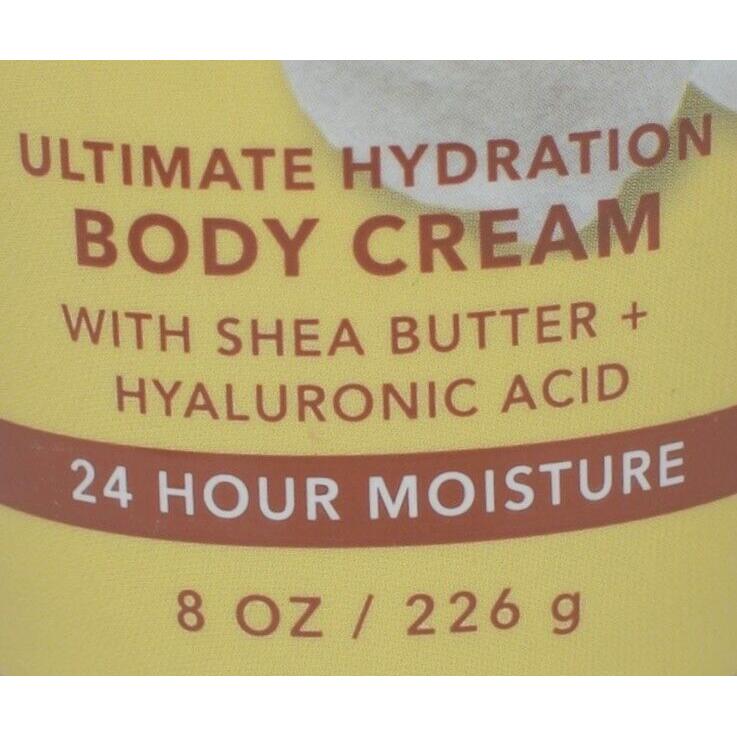 ULTIMATE HYDRATION
BODY CREAM
WITH SHEA BUTTER +
HYALURONIC ACID
24 HOUR MOISTURE
8 OZ / 226 g